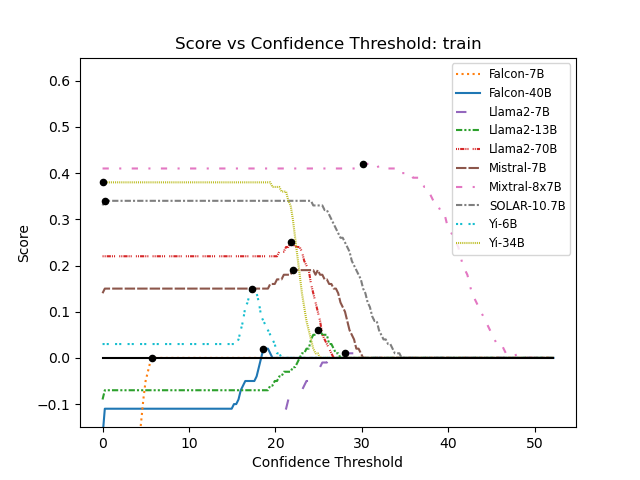 Score vs Confidence Threshold: train
Score
0.6
0.5
0.4
0.3
0.2
0.1
0.0
−0.1
0 10 20 30 40 50
Confidence Threshold
Falcon-7B
Falcon-40B
Llama2-7B
Llama2-13B
Llama2-70B
Mistral-7B
Mixtral-8x7B
SOLAR-10.7B
Yi-6B
Yi-34B